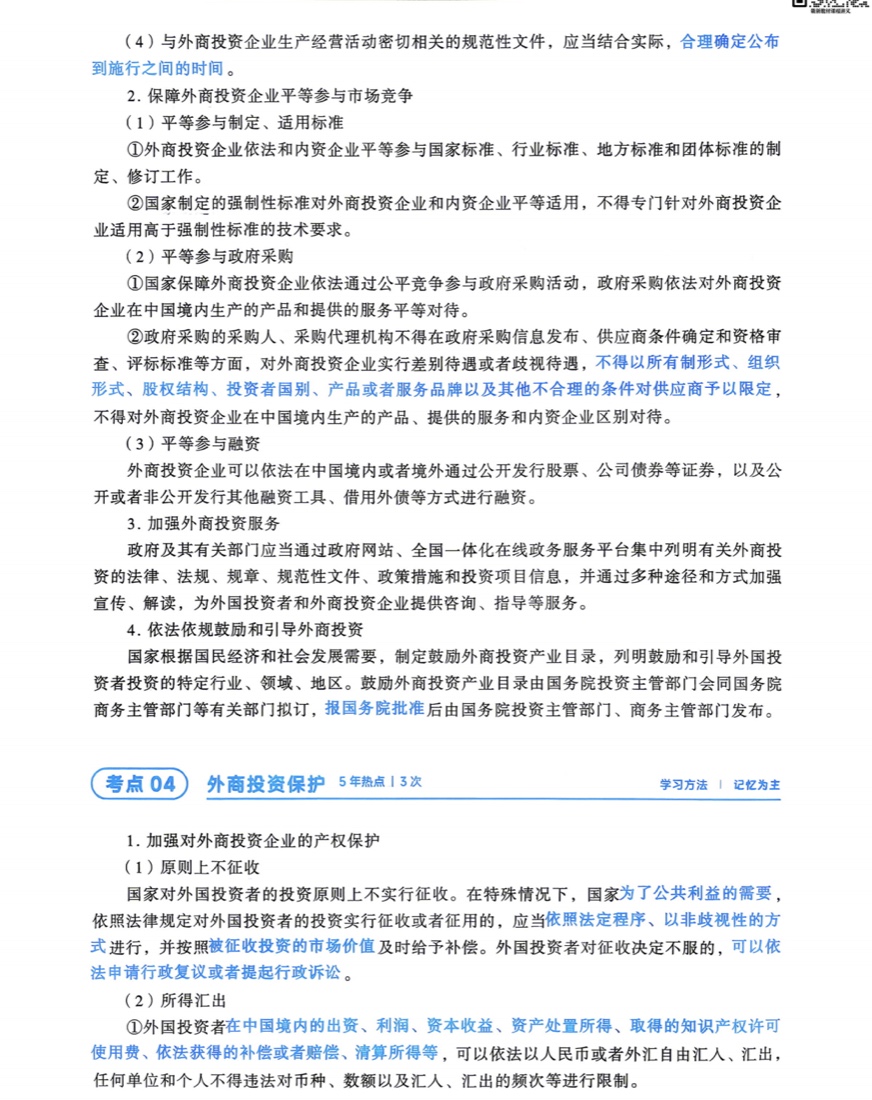 （4）与外商投资企业生产经营活动密切相关的规范性文件，应当结合实际，合理确定公布
到施行之间的时间。
2. 保障外商投资企业平等参与市场竞争
（1）平等参与制定、适用标准
①外商投资企业依法和内资企业平等参与国家标准、行业标准、地方标准和团体标准的制
定、修订工作。
②国家制定的强制性标准对外商投资企业和内资企业平等适用，不得专门针对外商投资企
业适用高于强制性标准的技术要求。
（2）平等参与政府采购
①国家保障外商投资企业依法通过公平竞争参与政府采购活动，政府采购依法对外商投资
企业在中国境内生产的产品和提供的服务平等对待。
②政府采购的采购人、采购代理机构不得在政府采购信息发布、供应商条件确定和资格审
查、评标标准等方面，对外商投资企业实行差别待遇或者歧视待遇，不得以所有制形式、组织
形式、股权结构、投资者国别、产品或者服务品牌以及其他不合理的条件对供应商予以限定，
不得对外商投资企业在中国境内生产的产品、提供的服务和内资企业区别对待。
（3）平等参与融资
外商投资企业可以依法在中国境内或者境外通过公开发行股票、公司债券等证券，以及公
开或者非公开发行其他融资工具、借用外债等方式进行融资。
3. 加强外商投资服务
政府及其有关部门应当通过政府网站、全国一体化在线政务服务平台集中列明有关外商投
资的法律、法规、规章、规范性文件、政策措施和投资项目信息，并通过多种途径和方式加强
宣传、解读，为外国投资者和外商投资企业提供咨询、指导等服务。
4. 依法依规鼓励和引导外商投资
国家根据国民经济和社会发展需要，制定鼓励外商投资产业目录，列明鼓励和引导外国投
资者投资的特定行业、领域、地区。鼓励外商投资产业目录由国务院投资主管部门会同国务院
商务主管部门等有关部门拟订，报国务院批准后由国务院投资主管部门、商务主管部门发布。
考点 04 外商投资保护 5年热点 | 3次 学习方法 | 记忆为主
1. 加强对外商投资企业的产权保护
（1）原则上不征收
国家对外国投资者的投资原则上不实行征收。在特殊情况下，国家为了公共利益的需要，
依照法律规定对外国投资者的投资实行征收或者征用的，应当依照法定程序、以非歧视性的方
式进行，并按照被征收投资的市场价值及时给予补偿。外国投资者对征收决定不服的，可以依
法申请行政复议或者提起行政诉讼。
（2）所得汇出
①外国投资者在中国境内的出资、利润、资本收益、资产处置所得、取得的知识产权许可
使用费、依法获得的补偿或者赔偿、清算所得等，可以依法以人民币或者外汇自由汇入、汇出，
任何单位和个人不得违法对币种、数额以及汇入、汇出的频次等进行限制。